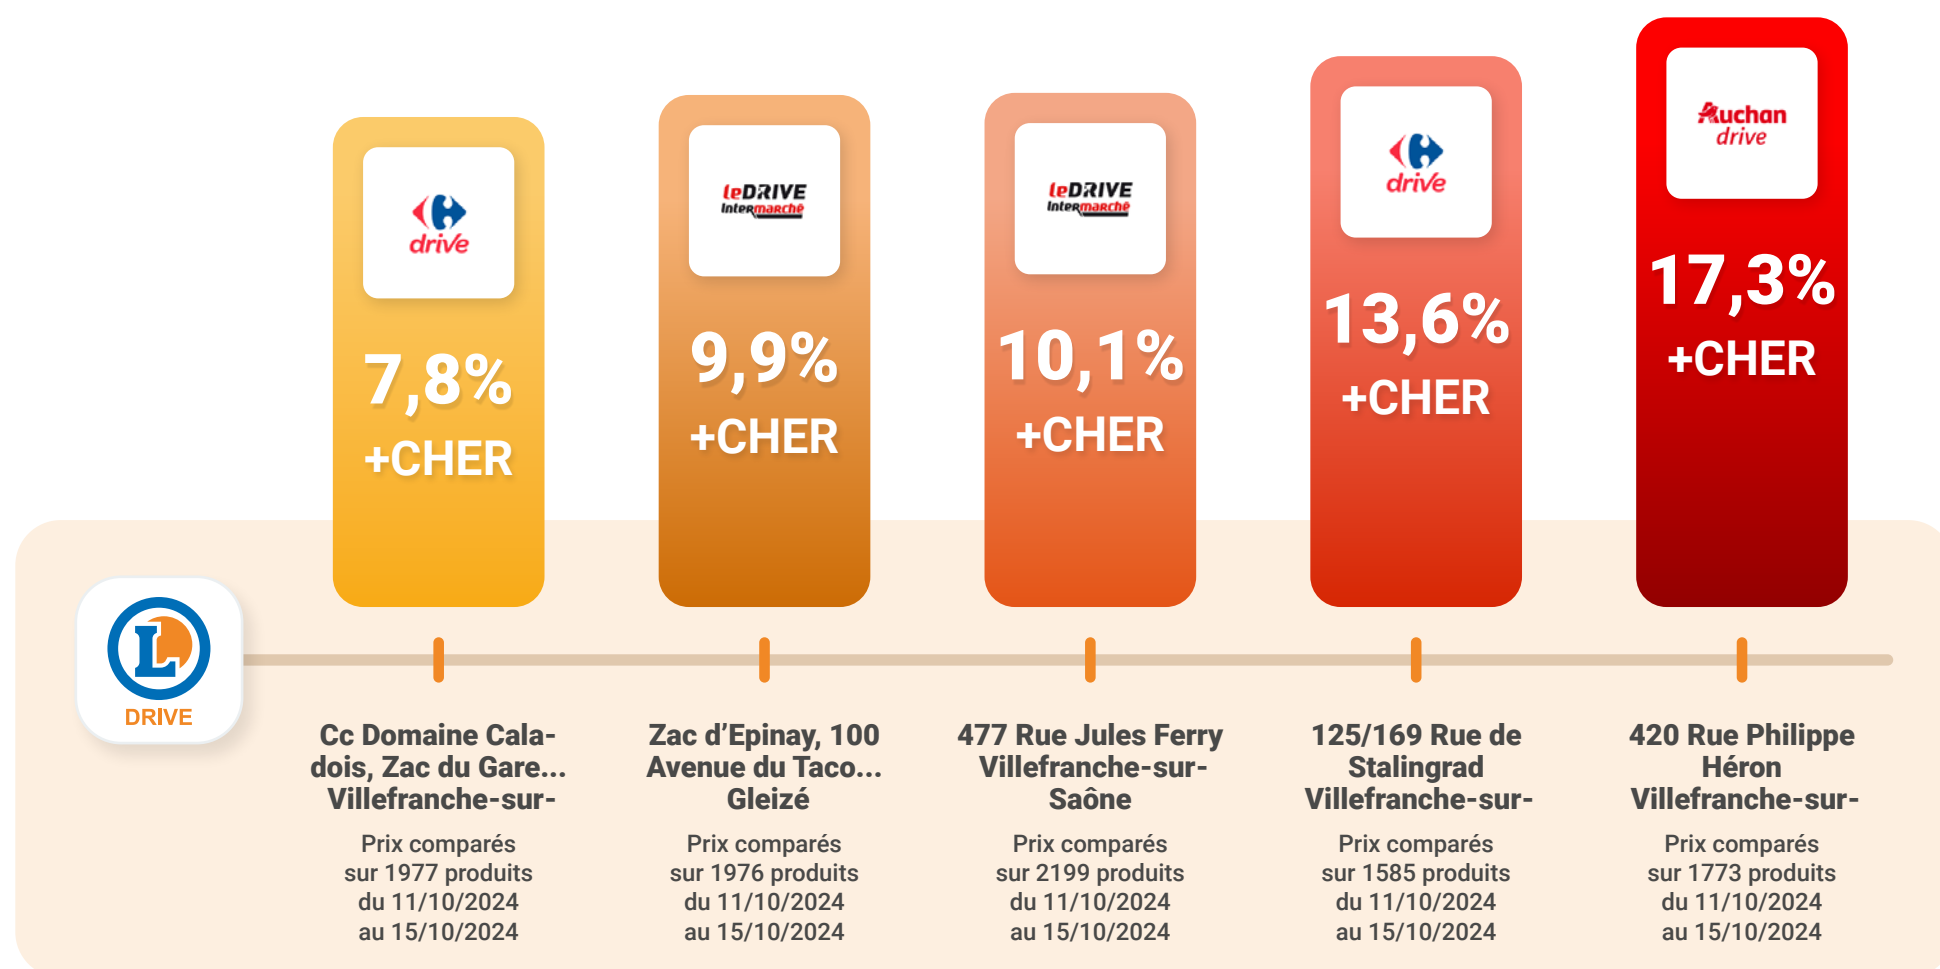 drive
7,8%
+CHER
leDRIVE
Intermarché
9,9%
+CHER
leDRIVE
Intermarché
10,1%
+CHER
drive
13,6%
+CHER
Auchan
drive
17,3%
+CHER
L
DRIVE
Cc Domaine Cala-
dois, Zac du Gare...
Villefranche-sur-
Prix comparés
sur 1977 produits
du 11/10/2024
au 15/10/2024
Zac d’Epinay, 100
Avenue du Taco...
Gleizé
Prix comparés
sur 1976 produits
du 11/10/2024
au 15/10/2024
477 Rue Jules Ferry
Villefranche-sur-
Saône
Prix comparés
sur 2199 produits
du 11/10/2024
au 15/10/2024
125/169 Rue de
Stalingrad
Villefranche-sur-
Prix comparés
sur 1585 produits
du 11/10/2024
au 15/10/2024
420 Rue Philippe
Héron
Villefranche-sur-
Prix comparés
sur 1773 produits
du 11/10/2024
au 15/10/2024